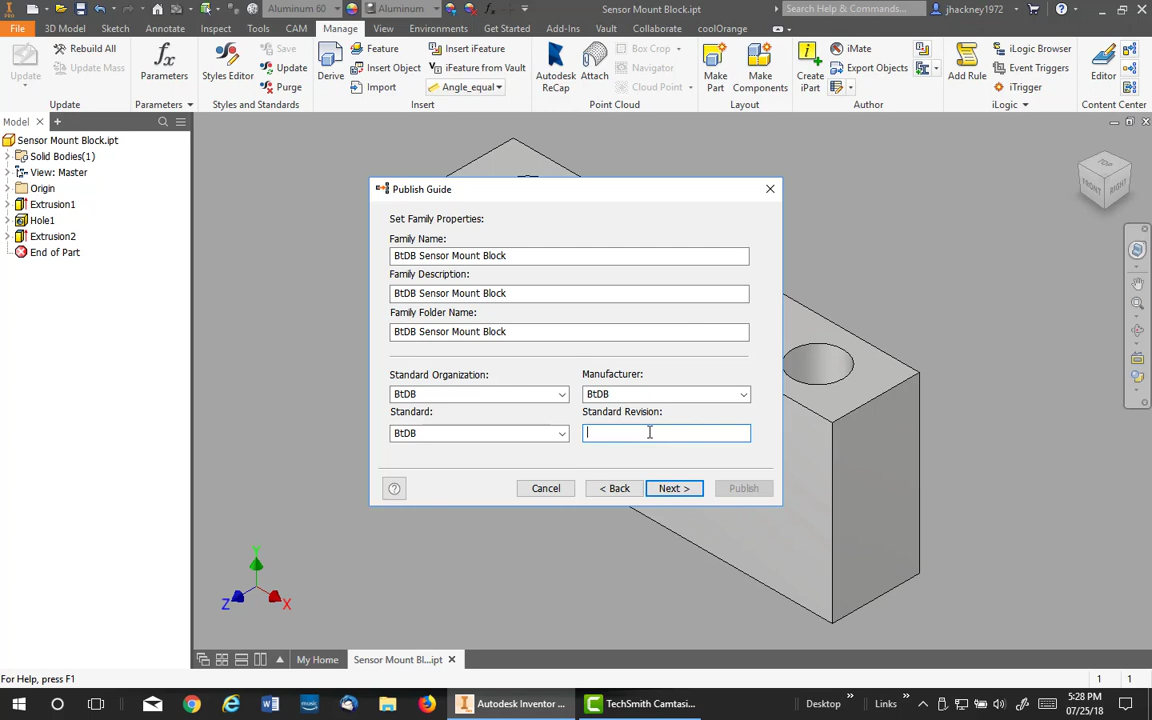 Aluminum 60
Aluminum
Sensor Mount Block.ipt
Search Help & Commands...
jhackney1972
PRO
File
3D Model
Sketch
Annotate
Inspect
Tools
CAM
Manage
View
Environments
Get Started
Add-Ins
Vault
Collaborate
coolOrange
Update
Rebuild All
Update Mass
Parameters
Styles Editor
Save
Update
Purge
Derive
Feature
Insert Object
Import
Insert iFeature
iFeature from Vault
Angle_equal
Autodesk
ReCap
Attach
Box Crop
Navigator
Cloud Point
Make
Part
Make
Components
Create
iPart
iMate
Export Objects
Add Rule
iLogic Browser
Event Triggers
iTrigger
Editor
Update
Parameters
Styles and Standards
Insert
Point Cloud
Layout
Author
iLogic
Content Center
Model
Sensor Mount Block.ipt
Solid Bodies(1)
View: Master
Origin
Extrusion1
Hole1
Extrusion2
End of Part
TOP
FRONT
RIGHT
Publish Guide
Set Family Properties:
Family Name:
BtDB Sensor Mount Block
Family Description:
BtDB Sensor Mount Block
Family Folder Name:
BtDB Sensor Mount Block
Standard Organization:
Manufacturer:
BtDB
BtDB
Standard:
Standard Revision:
BtDB
Cancel
< Back
Next >
Publish
Y
Z
X
My Home
Sensor Mount Bl...ipt
For Help, press F1
1
1
Autodesk Inventor ...
TechSmith Camtasi...
Desktop
Links
5:28 PM
07/25/18